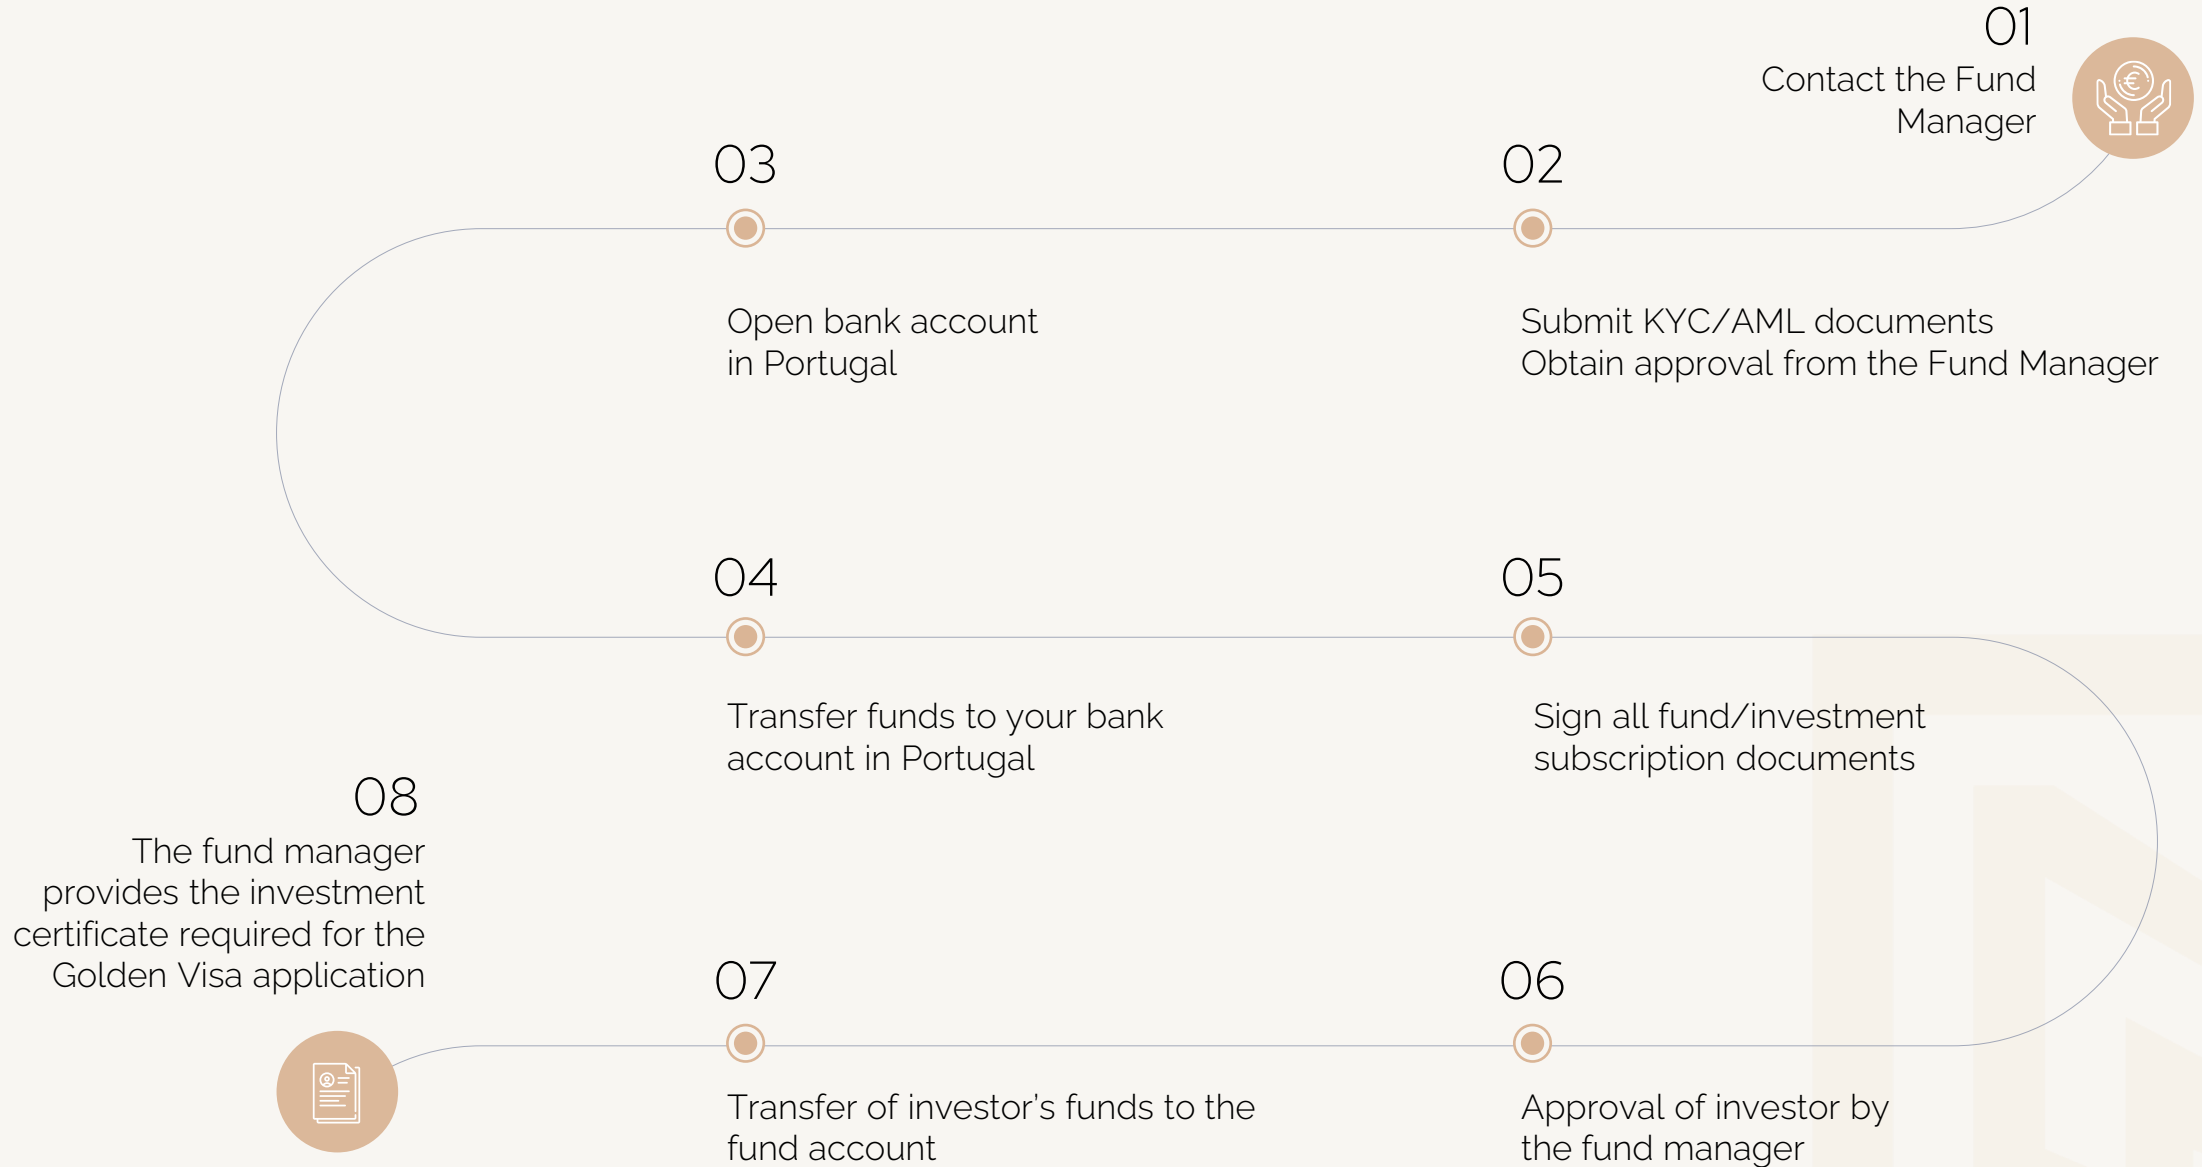 01
Contact the Fund
Manager
02
Submit KYC/AML documents
Obtain approval from the Fund Manager
03
Open bank account
in Portugal
04
Transfer funds to your bank
account in Portugal
05
Sign all fund/investment
subscription documents
06
Approval of investor by
the fund manager
07
Transfer of investor's funds to the
fund account
08
The fund manager
provides the investment
certificate required for the
Golden Visa application